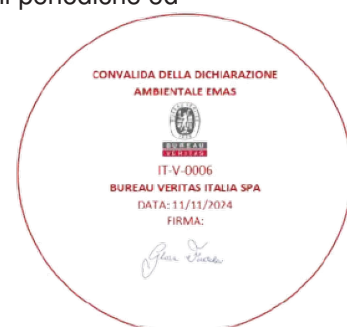 CONVALIDA DELLA DICHIARAZIONE
AMBIENTALE EMAS
BUREAU
VERITAS
IT-V-0006
BUREAU VERITAS ITALIA SPA
DATA: 11/11/2024
FIRMA: